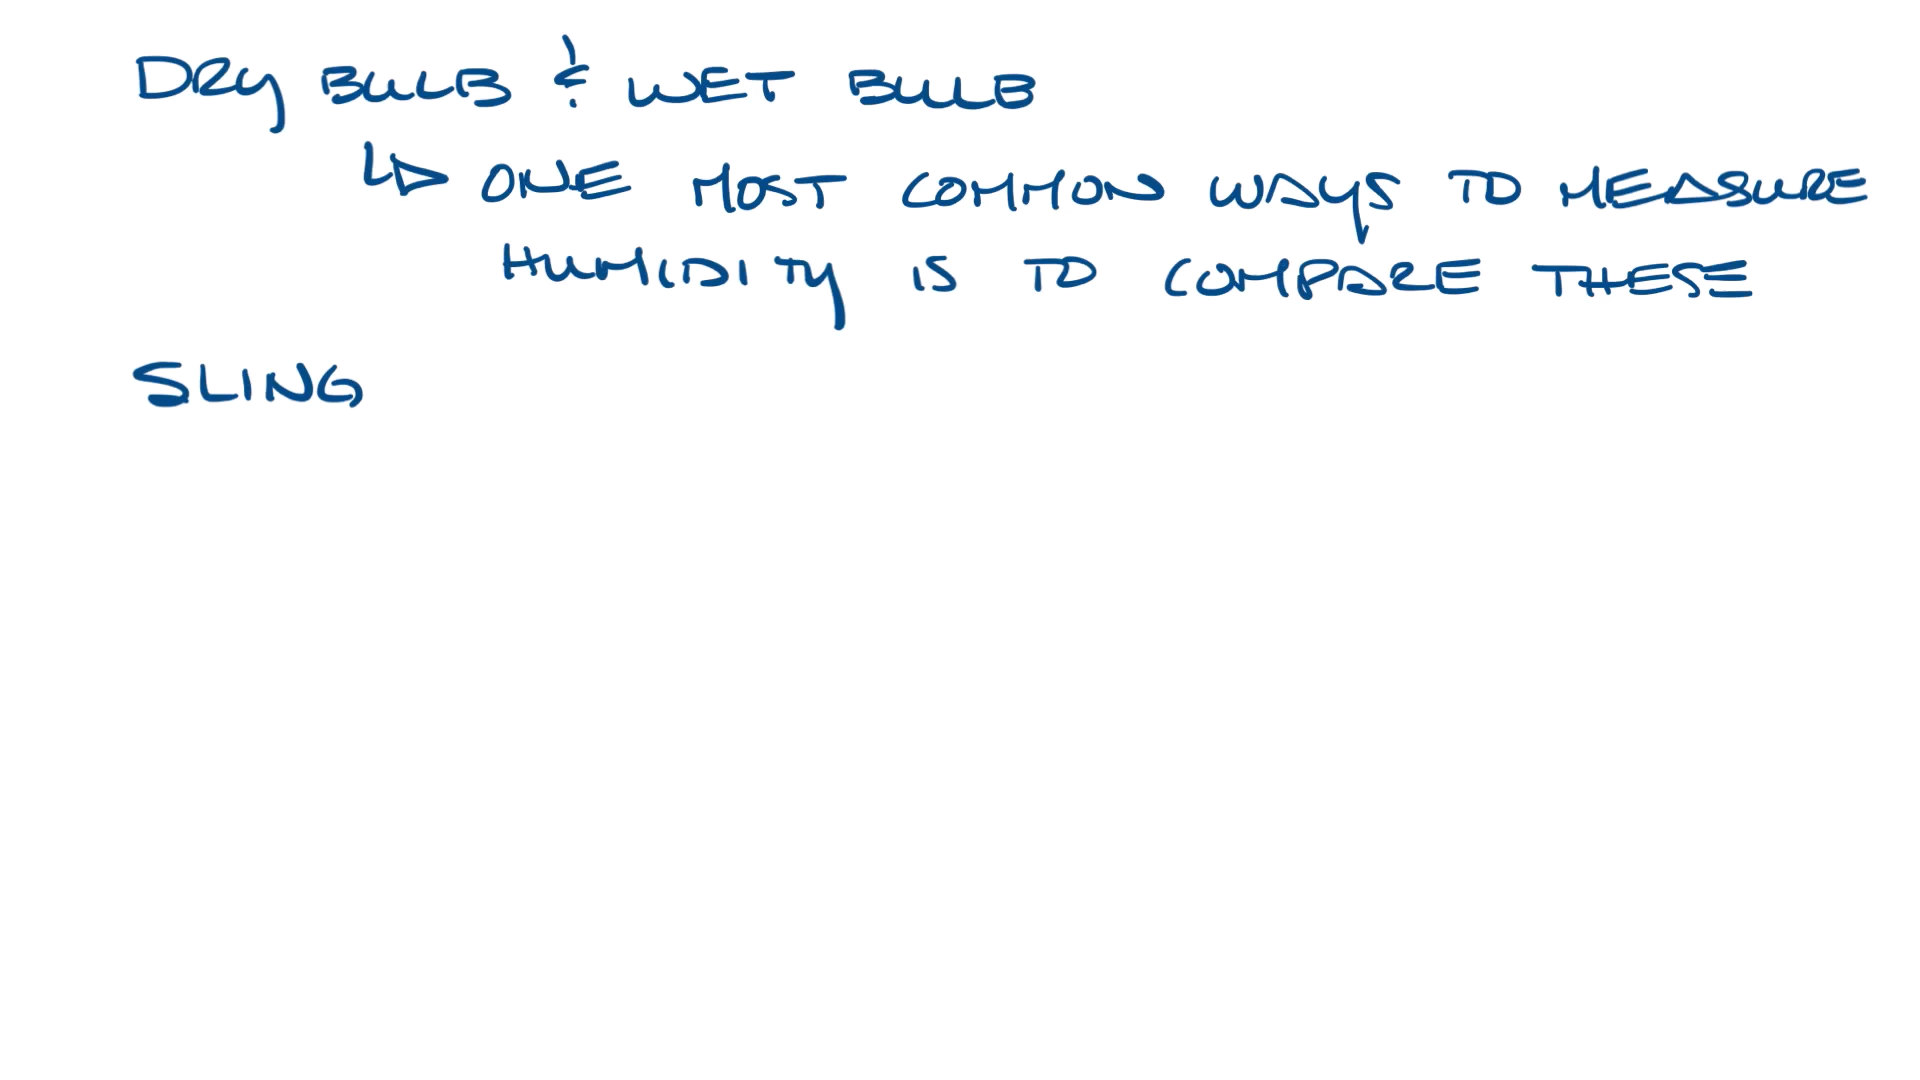 DRY BULB & WET BULB
↳ ONE MOST COMMON WAYS TO MEASURE
HUMIDITY IS TO COMPARE THESE
SLING